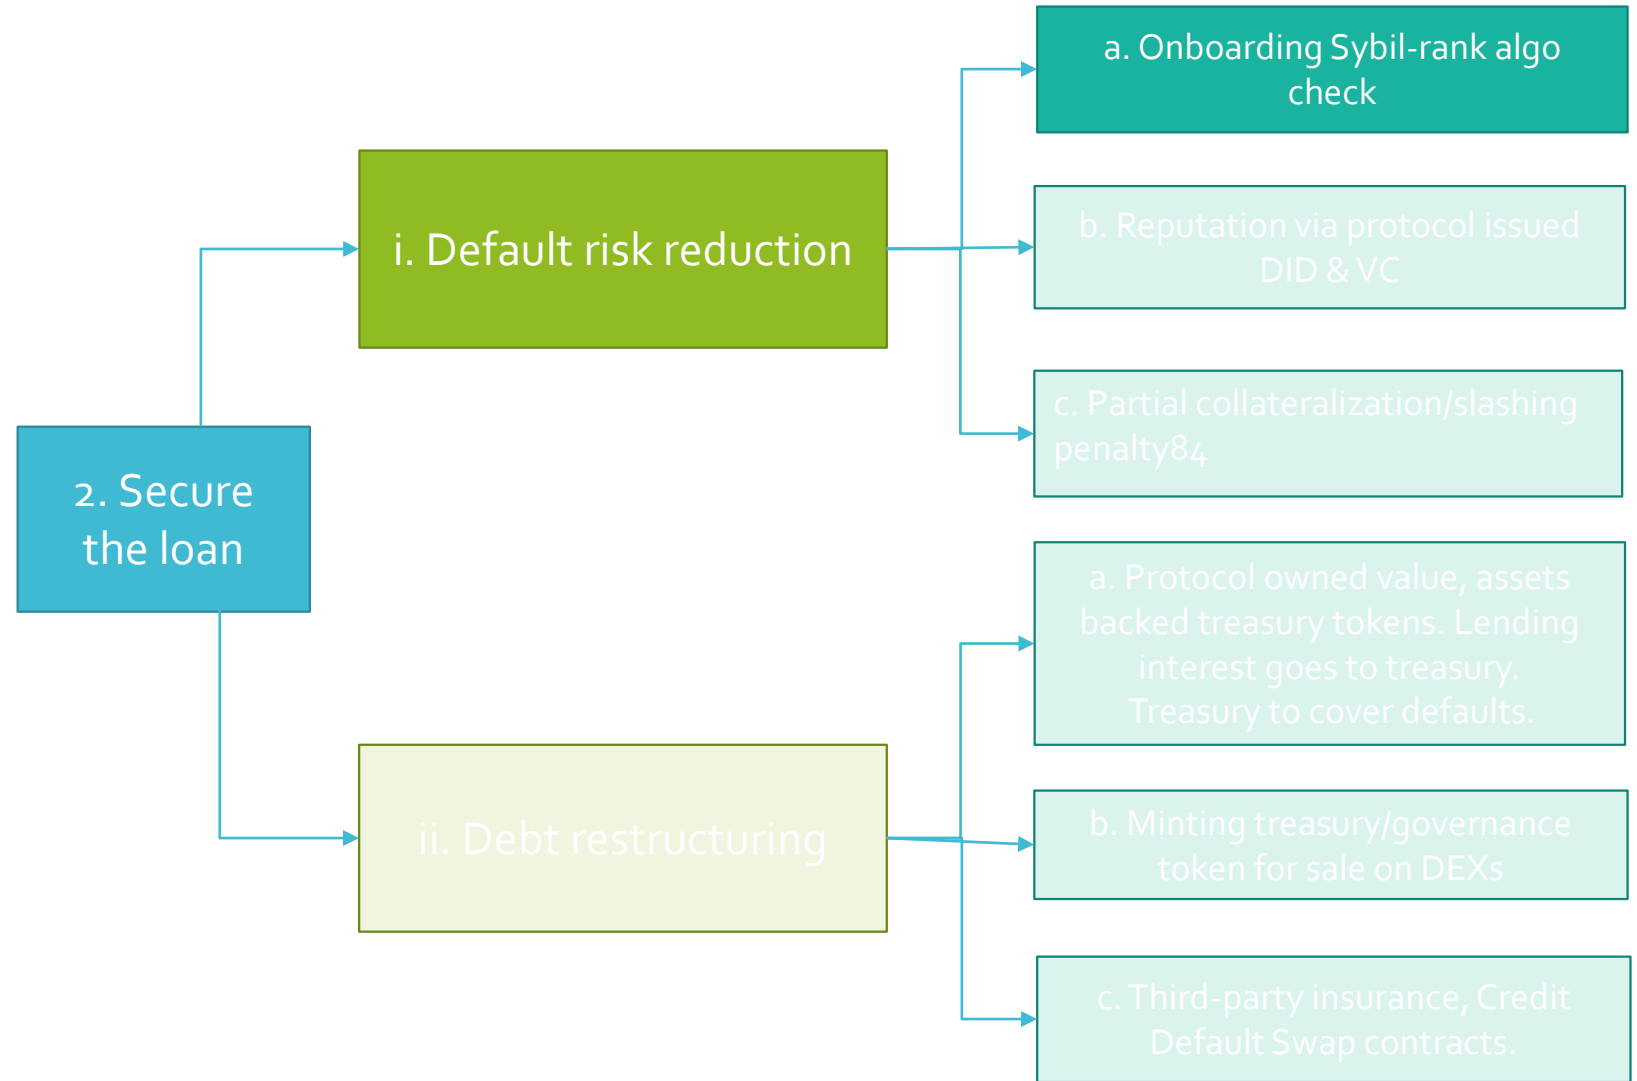 a. Onboarding Sybil-rank algo
check
b. Reputation via protocol issued
DID & VC
i. Default risk reduction
c. Partial collateralization/slashing
penalty84
2. Secure
the loan
a. Protocol owned value, assets
backed treasury tokens. Lending
interest goes to treasury.
Treasury to cover defaults.
ii. Debt restructuring
b. Minting treasury/governance
token for sale on DEXs
c. Third-party insurance, Credit
Default Swap contracts.